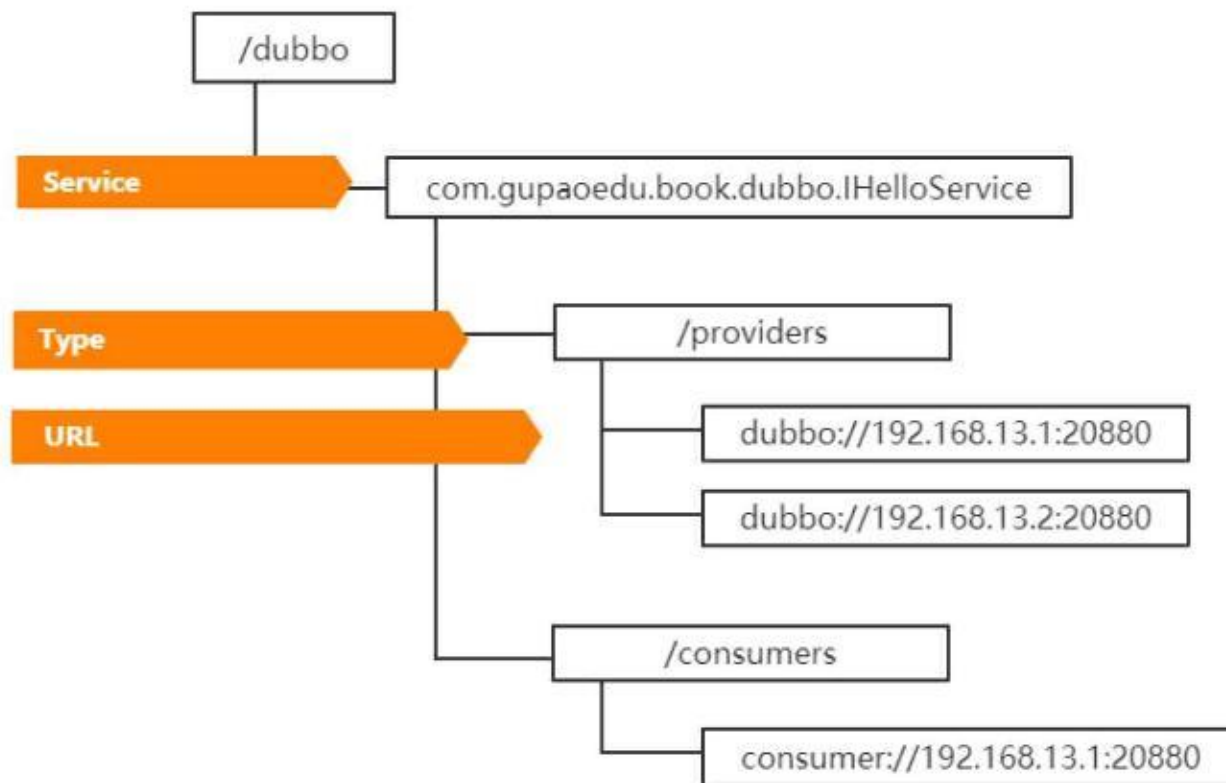 /dubbo
Service
com.gupaoedu.book.dubbo.IHelloService
Type
/providers
URL
dubbo://192.168.13.1:20880
dubbo://192.168.13.2:20880
/consumers
consumer://192.168.13.1:20880